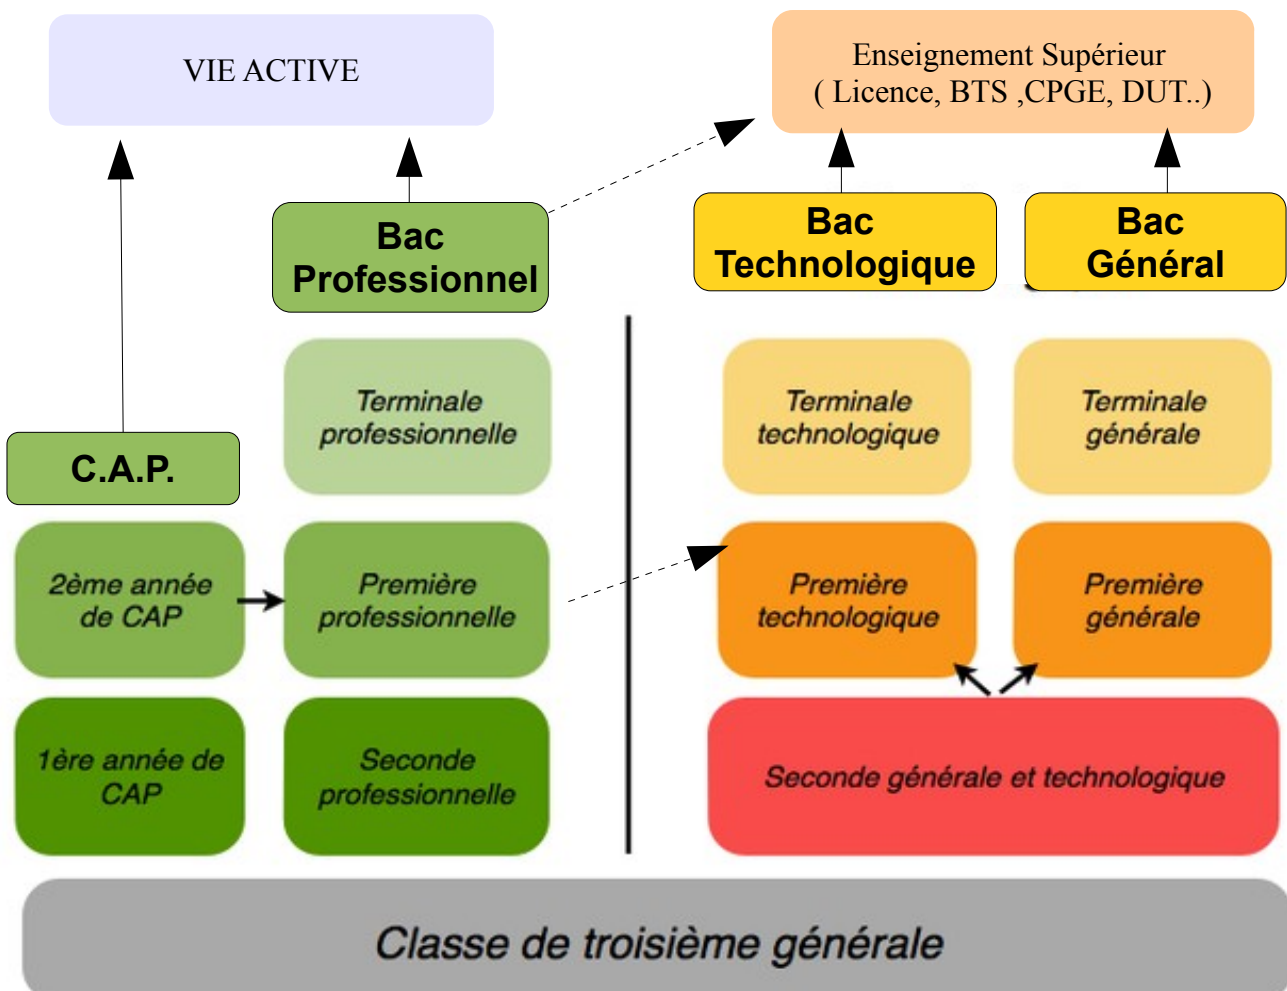 VIE ACTIVE
Enseignement Supérieur
( Licence, BTS ,CPGE, DUT..)
Bac
Professionnel
Bac
Technologique
Bac
Général
Terminale
professionnelle
Terminale
technologique
Terminale
générale
C.A.P.
2ème année
de CAP
Première
professionnelle
Première
technologique
Première
générale
1ère année de
CAP
Seconde
professionnelle
Seconde générale et technologique
Classe de troisième générale